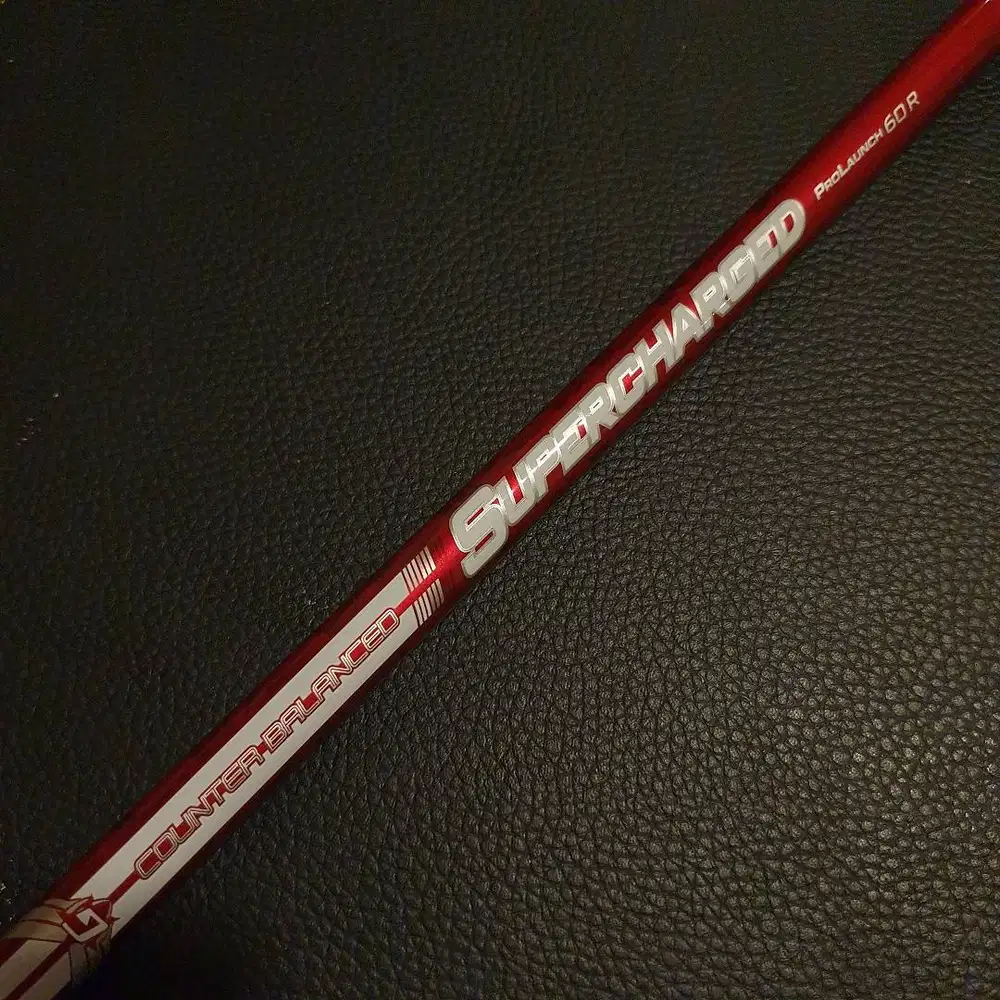 G COUNTER-BALANCED SUPERCHARGED PROLAUNCH 60 R